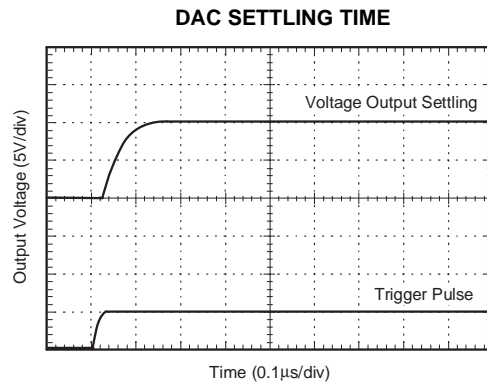 DAC SETTLING TIME
Voltage Output Settling
Output Voltage (5V/div)
Trigger Pulse
Time (0.1µs/div)